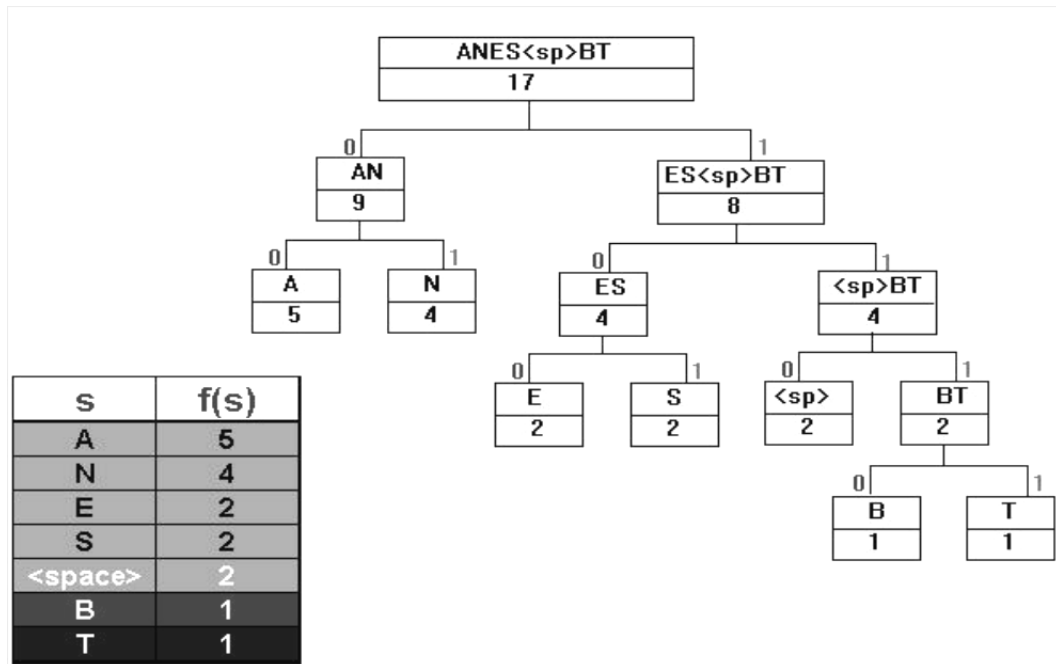 ANES<sp>BT
17
0 1
AN ES<sp>BT
9 8
0 1 0 1
A N ES <sp>BT
5 4 4 4
0 1 0 1
E S <sp> BT
2 2 2 2
0 1
B T
1 1
s f(s)
A 5
N 4
E 2
S 2
<space> 2
B 1
T 1